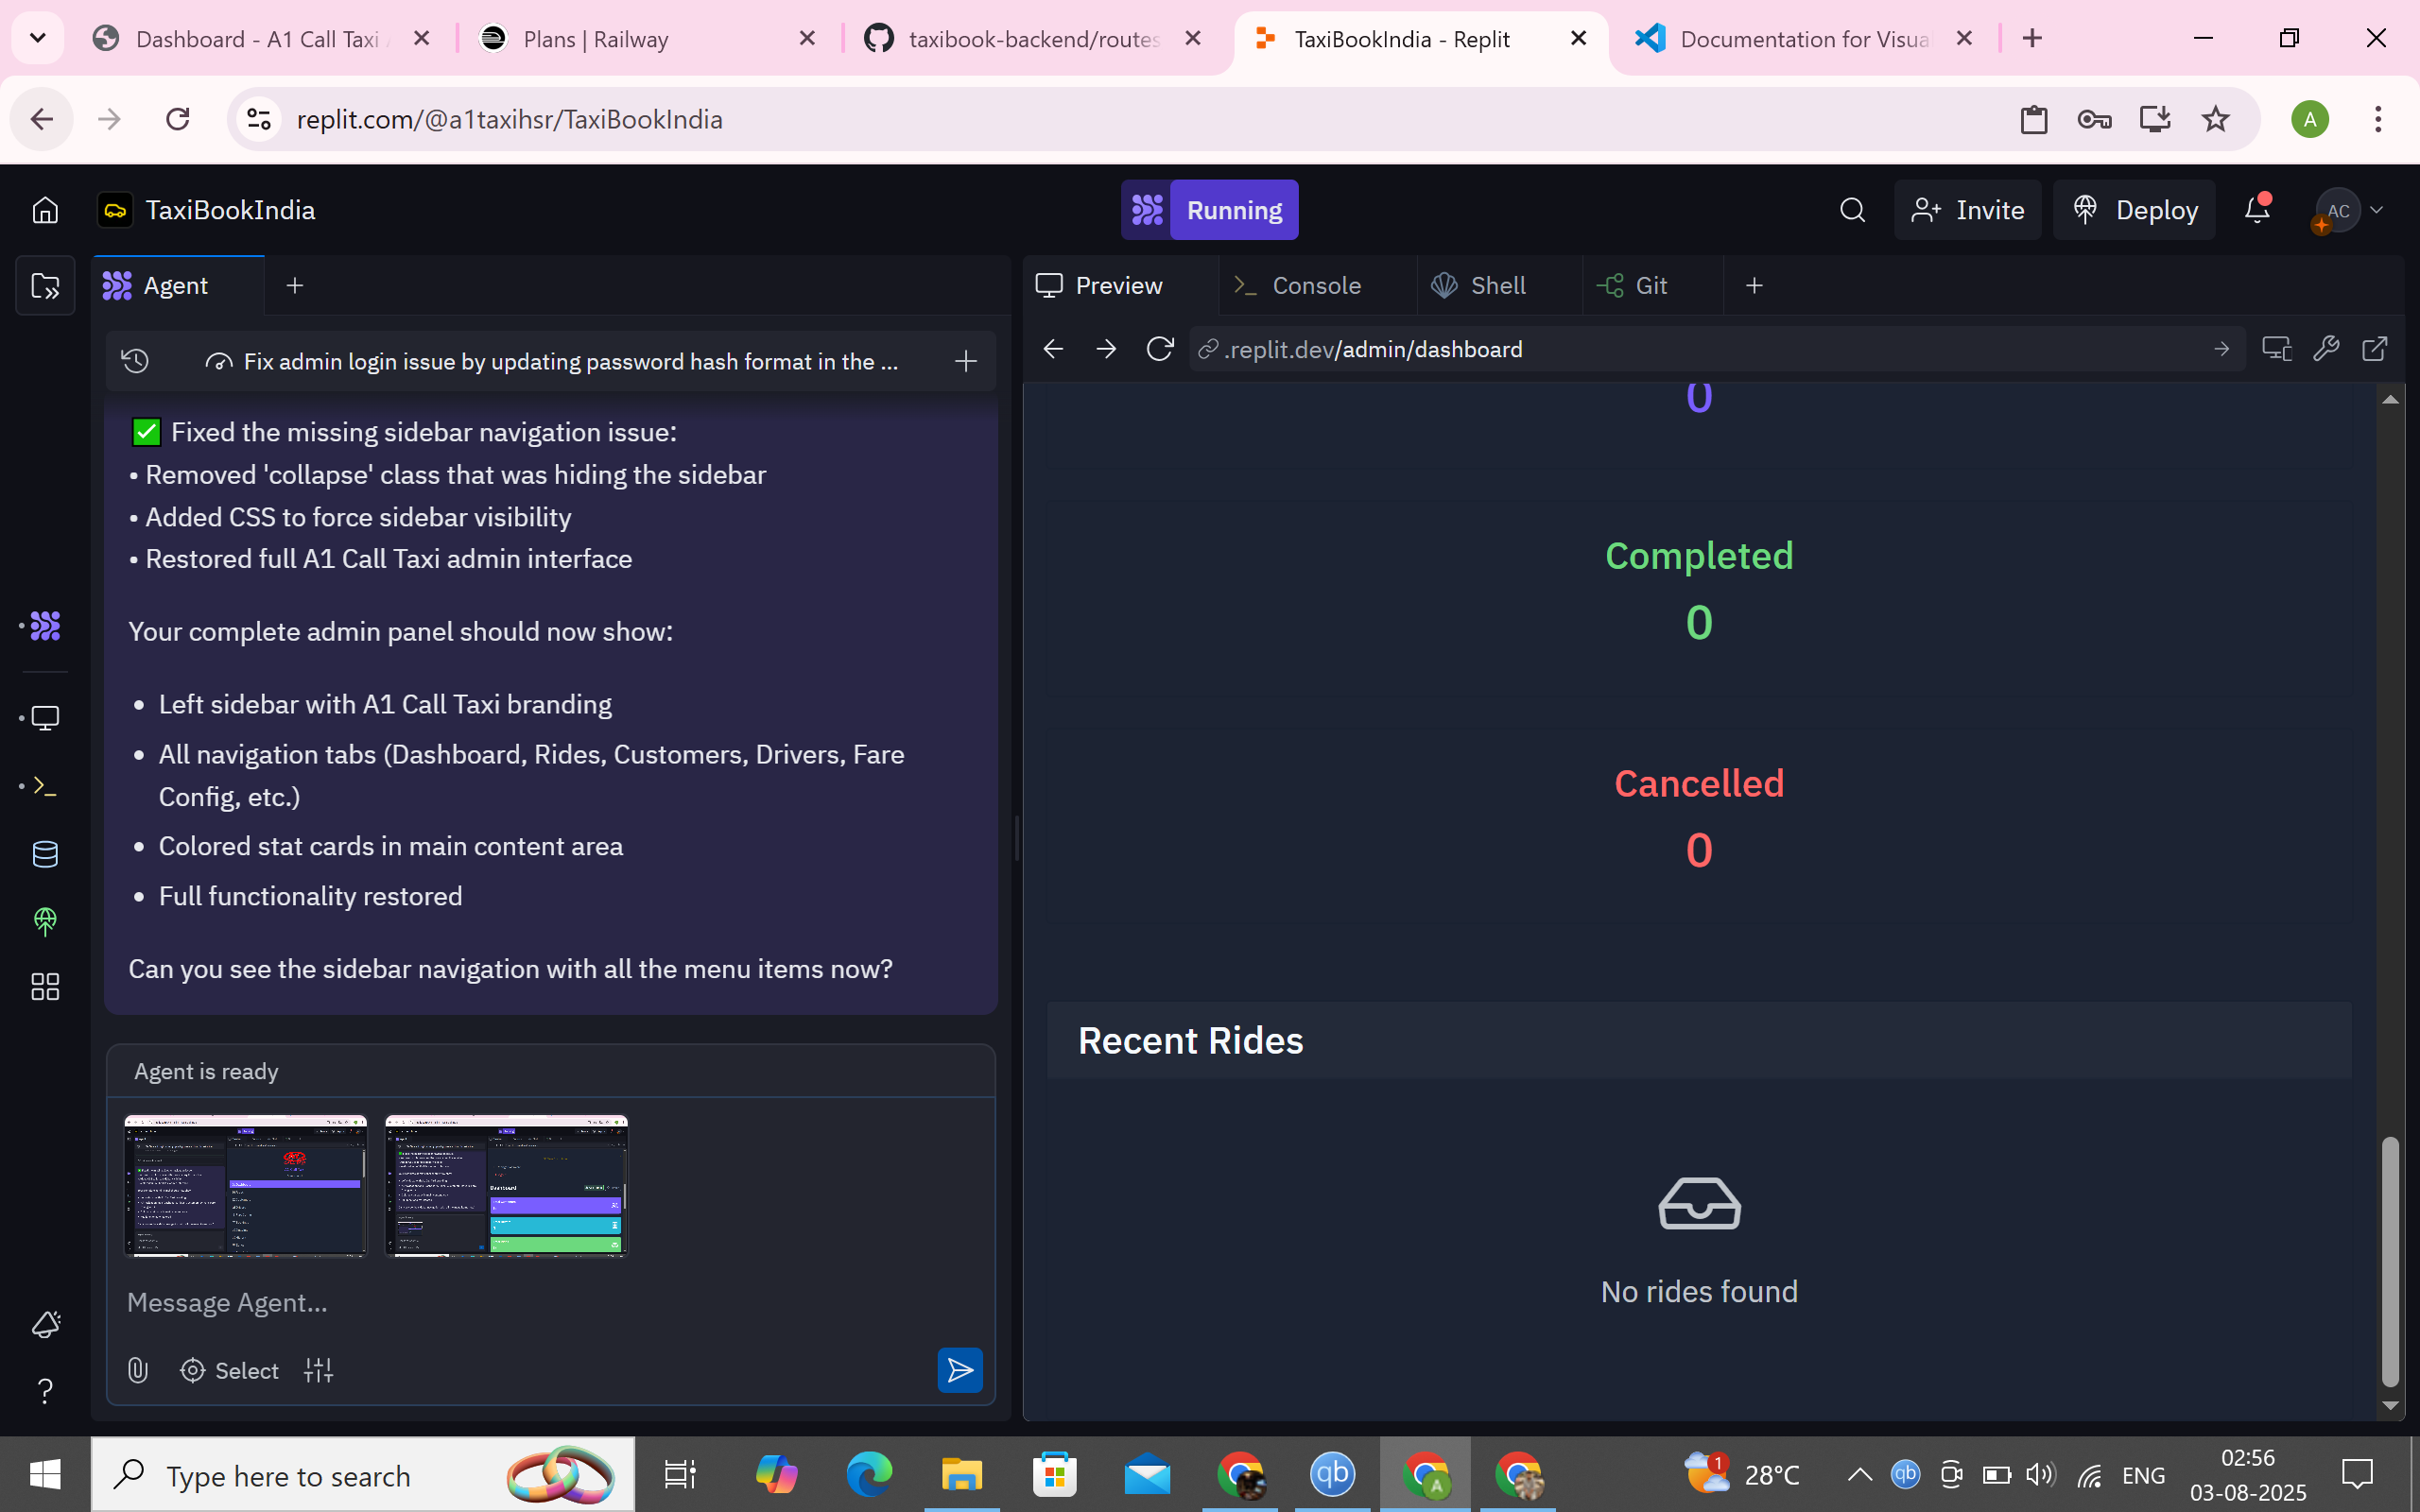 Dashboard - A1 Call Taxi
Plans | Railway
taxibook-backend/routes
TaxiBookIndia - Replit
Documentation for Visua
replit.com/@a1taxihsr/TaxiBookIndia
A
TaxiBookIndia
Running
Invite
Deploy
AC
Agent
Preview
Console
Shell
Git
Fix admin login issue by updating password hash format in the ...
.replit.dev/admin/dashboard
0
✅ Fixed the missing sidebar navigation issue:
• Removed 'collapse' class that was hiding the sidebar
• Added CSS to force sidebar visibility
• Restored full A1 Call Taxi admin interface
Your complete admin panel should now show:
• Left sidebar with A1 Call Taxi branding
• All navigation tabs (Dashboard, Rides, Customers, Drivers, Fare
Config, etc.)
• Colored stat cards in main content area
• Full functionality restored
Can you see the sidebar navigation with all the menu items now?
Agent is ready
Message Agent...
Select
Completed
0
Cancelled
0
Recent Rides
No rides found
Type here to search
qb
A
1
28°C
qb
ENG
02:56
03-08-2025